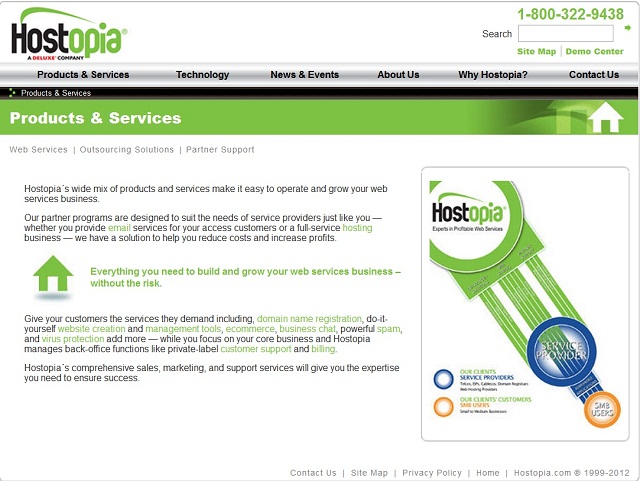 Hostopia®
A DELUXE COMPANY
1-800-322-9438
Search
Site Map | Demo Center
Products & Services Technology News & Events About Us Why Hostopia? Contact Us
Products & Services
Products & Services
Web Services | Outsourcing Solutions | Partner Support
Hostopia´s wide mix of products and services make it easy to operate and grow your web
services business.
Our partner programs are designed to suit the needs of service providers just like you —
whether you provide email services for your access customers or a full-service hosting
business — we have a solution to help you reduce costs and increase profits.
Everything you need to build and grow your web services business –
without the risk.
Give your customers the services they demand including, domain name registration, do-it-
yourself website creation and management tools, ecommerce, business chat, powerful spam,
and virus protection add more — while you focus on your core business and Hostopia
manages back-office functions like private-label customer support and billing.
Hostopia´s comprehensive sales, marketing, and support services will give you the expertise
you need to ensure success.
Hostopia®
Experts in Profitable Web Services
SERVICE
PROVIDER
SMB
USERS
OUR CLIENTS
SERVICE PROVIDERS
Telcos, ISPs, Cablecos, Domain Registrars
Web Hosting Providers
OUR CLIENTS' CUSTOMERS
SMB USERS
Small to Medium Businesses
Contact Us | Site Map | Privacy Policy | Home | Hostopia.com ® 1999-2012